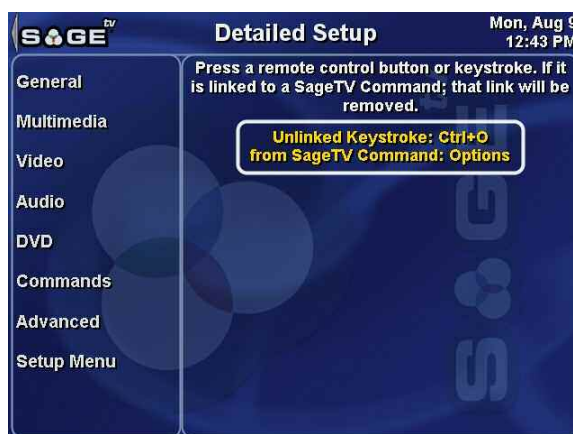 SAGE tv
Detailed Setup
Mon, Aug 9
12:43 PM
General
Multimedia
Video
Audio
DVD
Commands
Advanced
Setup Menu
Press a remote control button or keystroke. If it
is linked to a SageTV Command; that link will be
removed.
Unlinked Keystroke: Ctrl+O
from SageTV Command: Options
SAGE tv